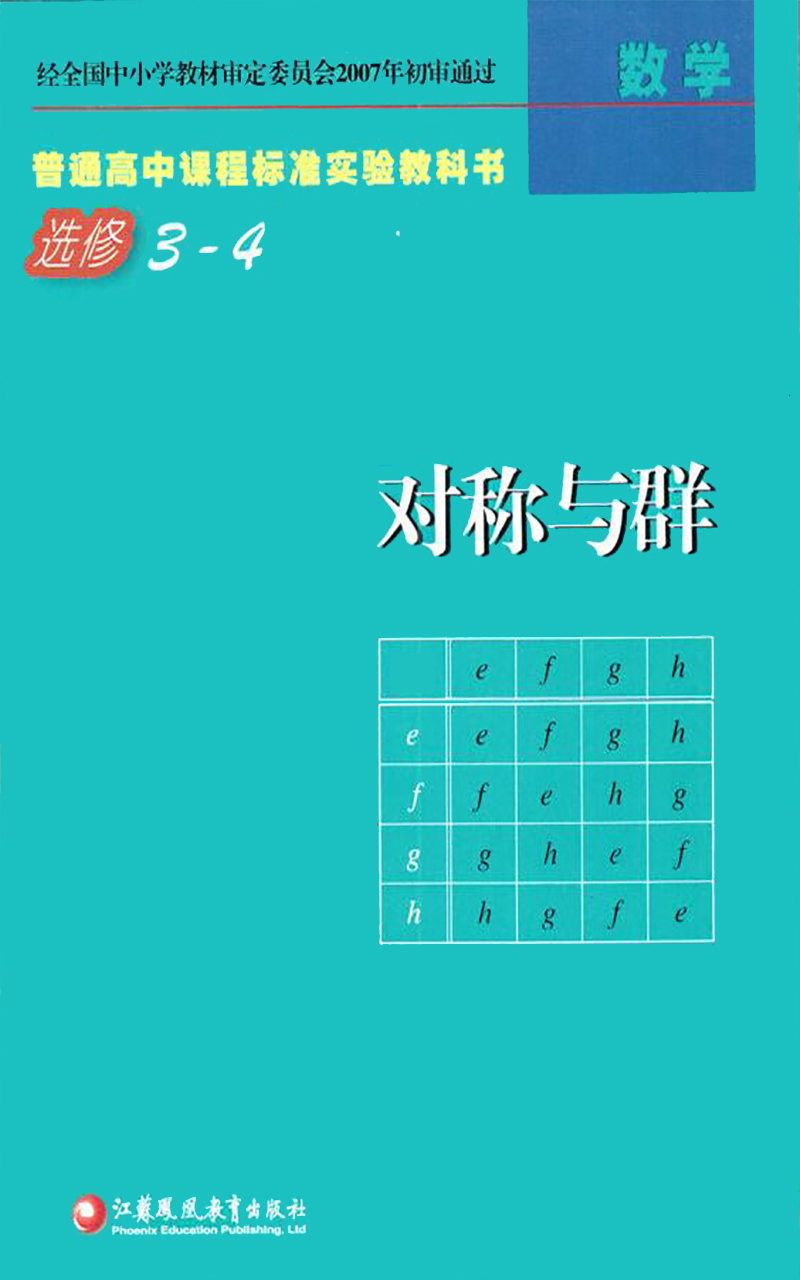 经全国中小学教材审定委员会2007年初审通过
数学
普通高中课程标准实验教科书
选修 3-4
对称与群
e f g h
e e f g h
f f e h g
g g h e f
h h g f e
江苏凤凰教育出版社
Phoenix Education Publishing, Ltd